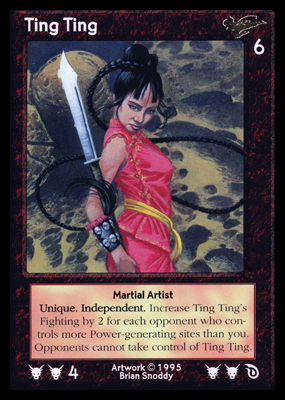 Ting Ting
6
Martial Artist
Unique. Independent. Increase Ting Ting's
Fighting by 2 for each opponent who con-
trols more Power-generating sites than you.
Opponents cannot take control of Ting Ting.
4
Artwork © 1995
Brian Snoddy